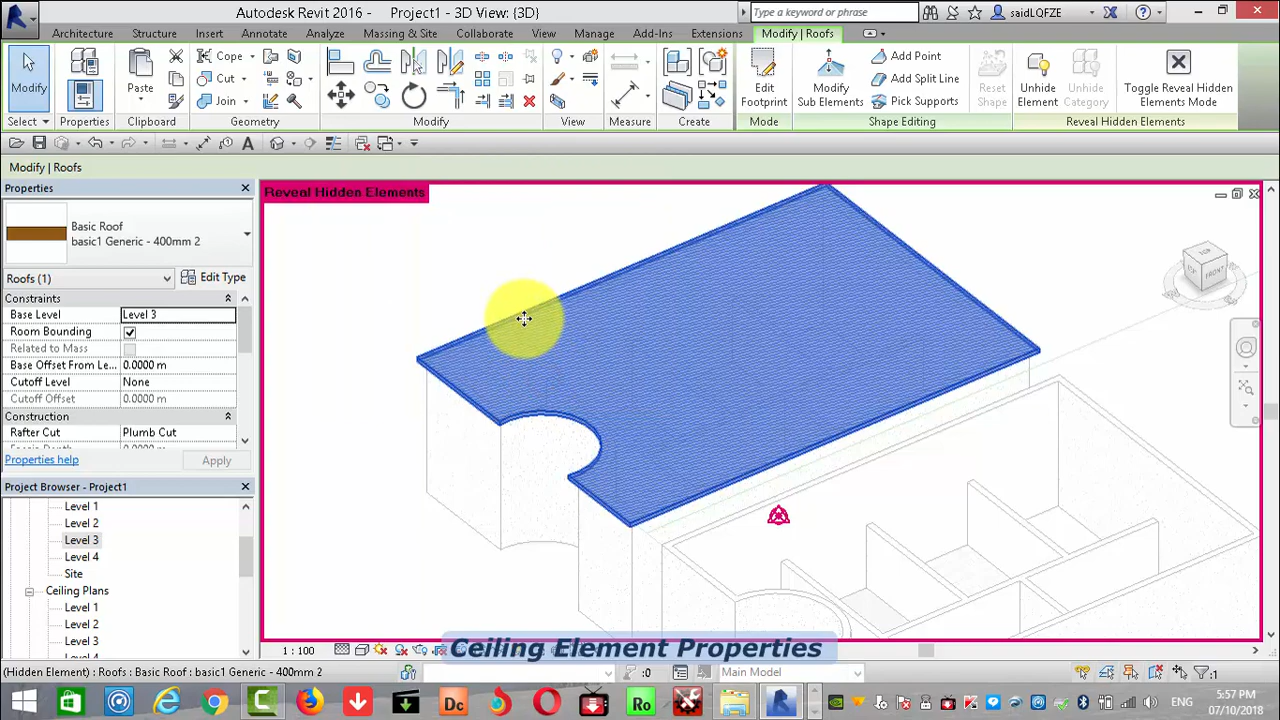 Autodesk Revit 2016 - Project1 - 3D View: {3D}
Type a keyword or phrase
saidLQFZE
Architecture Structure Insert Annotate Analyze Massing & Site Collaborate View Manage Add-Ins Extensions Modify | Roofs
Modify
Select
Properties
Paste
Clipboard
Cope
Cut
Join
Geometry
Modify
View
Measure
Create
Edit Footprint
Mode
Modify Sub Elements
Add Point
Add Split Line
Pick Supports
Reset Shape
Shape Editing
Unhide Element
Unhide Category
Toggle Reveal Hidden Elements Mode
Reveal Hidden Elements
Modify | Roofs
Properties
Basic Roof
basic1 Generic - 400mm 2
Roofs (1)
Edit Type
Constraints
Base Level Level 3
Room Bounding
Related to Mass
Base Offset From Le... 0.0000 m
Cutoff Level None
Cutoff Offset 0.0000 m
Construction
Rafter Cut Plumb Cut
Properties help
Apply
Project Browser - Project1
Level 1
Level 2
Level 3
Level 4
Site
Ceiling Plans
Level 1
Level 2
Level 3
Reveal Hidden Elements
TOP
FRONT
1 : 100
Ceiling Element Properties
(Hidden Element) : Roofs : Basic Roof : basic1 Generic - 400mm 2
:0
Main Model
:1
Dc
Ro
ENG
5:57 PM
07/10/2018